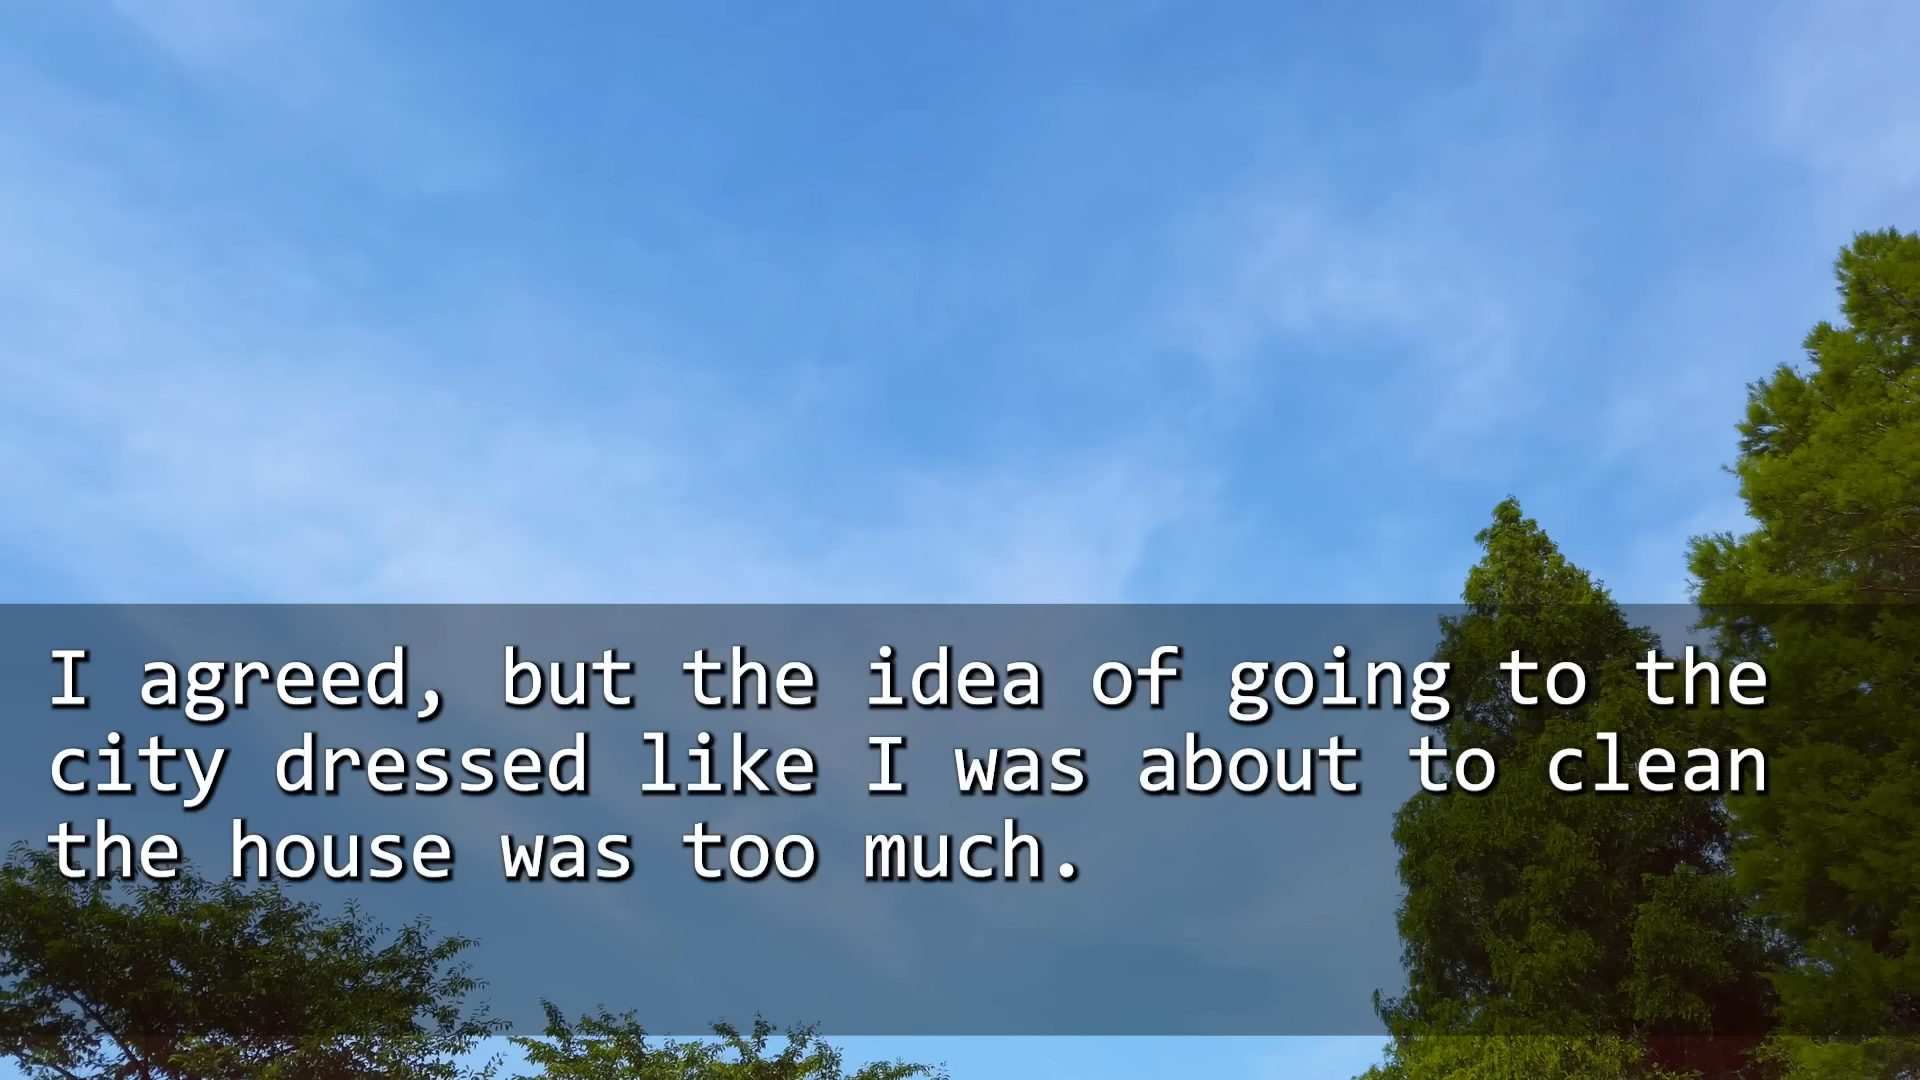 I agreed, but the idea of going to the
city dressed like I was about to clean
the house was too much.